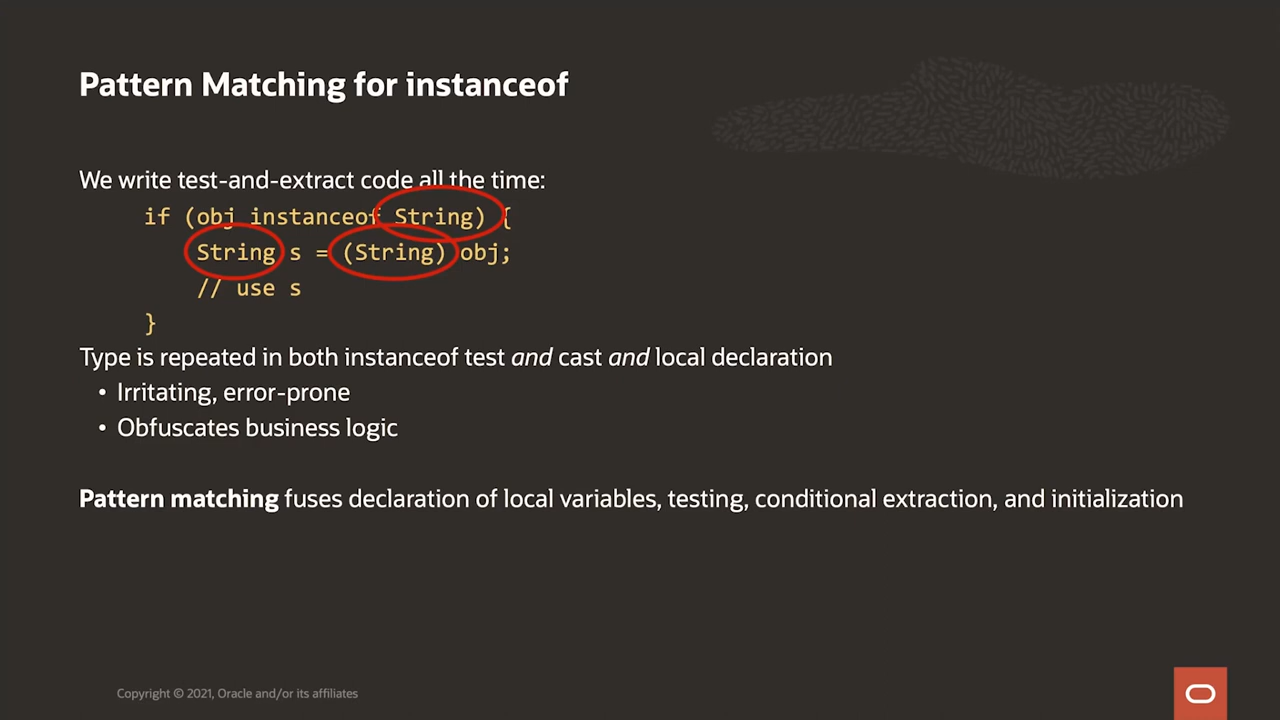 Pattern Matching for instanceof
We write test-and-extract code all the time:
if (obj instanceof String) {
String s = (String) obj;
// use s
}
Type is repeated in both instanceof test and cast and local declaration
• Irritating, error-prone
• Obfuscates business logic
Pattern matching fuses declaration of local variables, testing, conditional extraction, and initialization
Copyright © 2021, Oracle and/or its affiliates